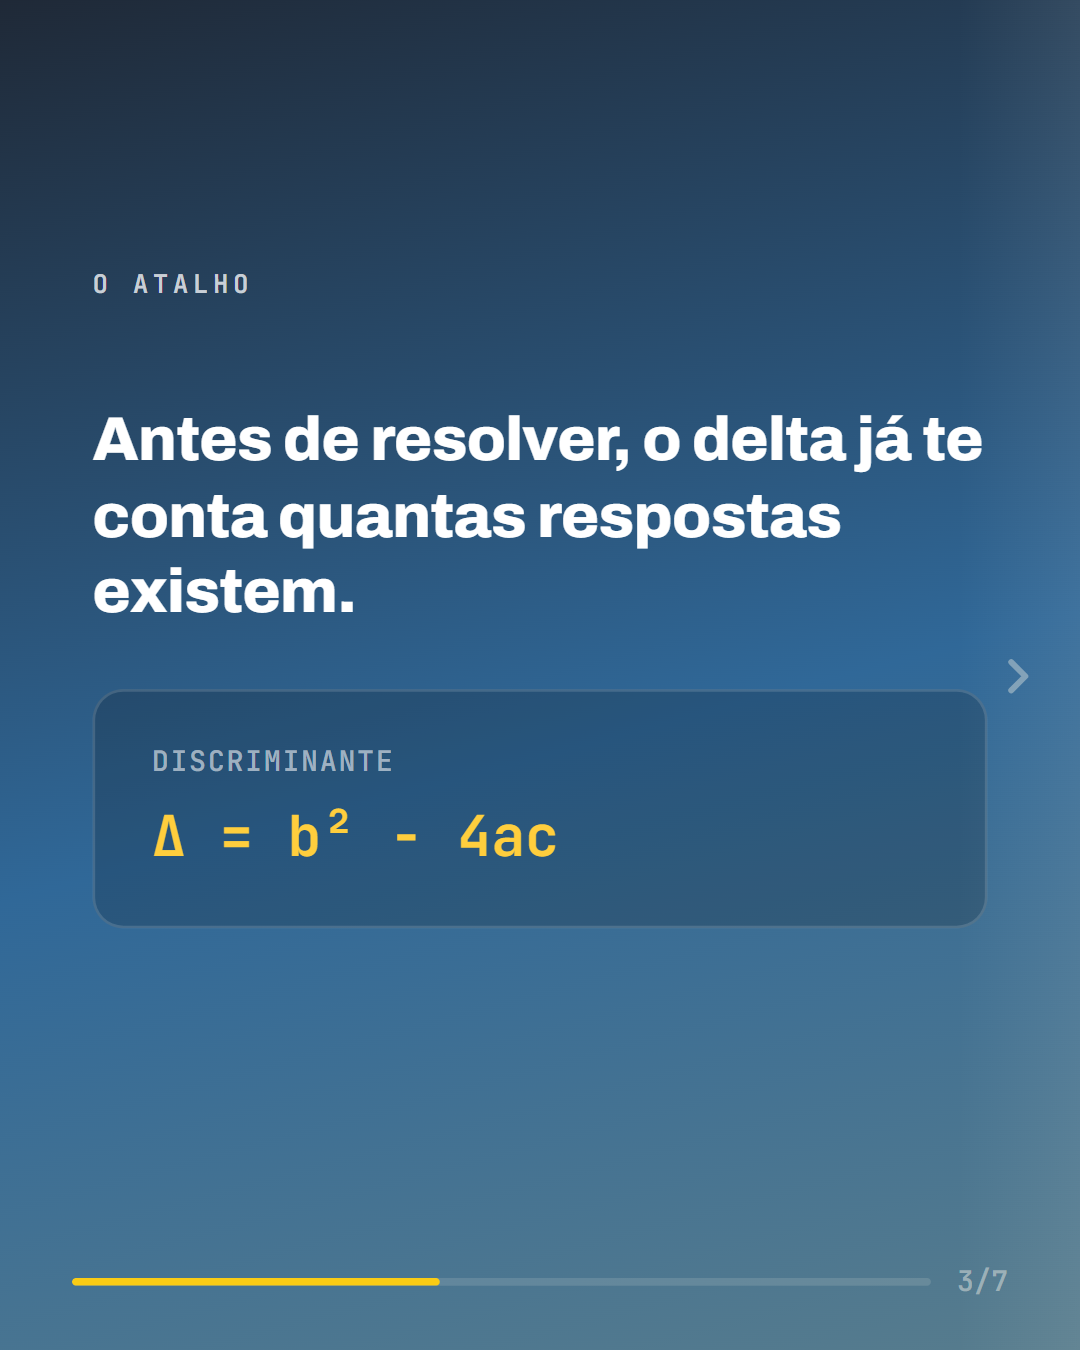 O ATALHO
Antes de resolver, o delta já te
conta quantas respostas
existem.
DISCRIMINANTE
Δ = b² - 4ac
3/7